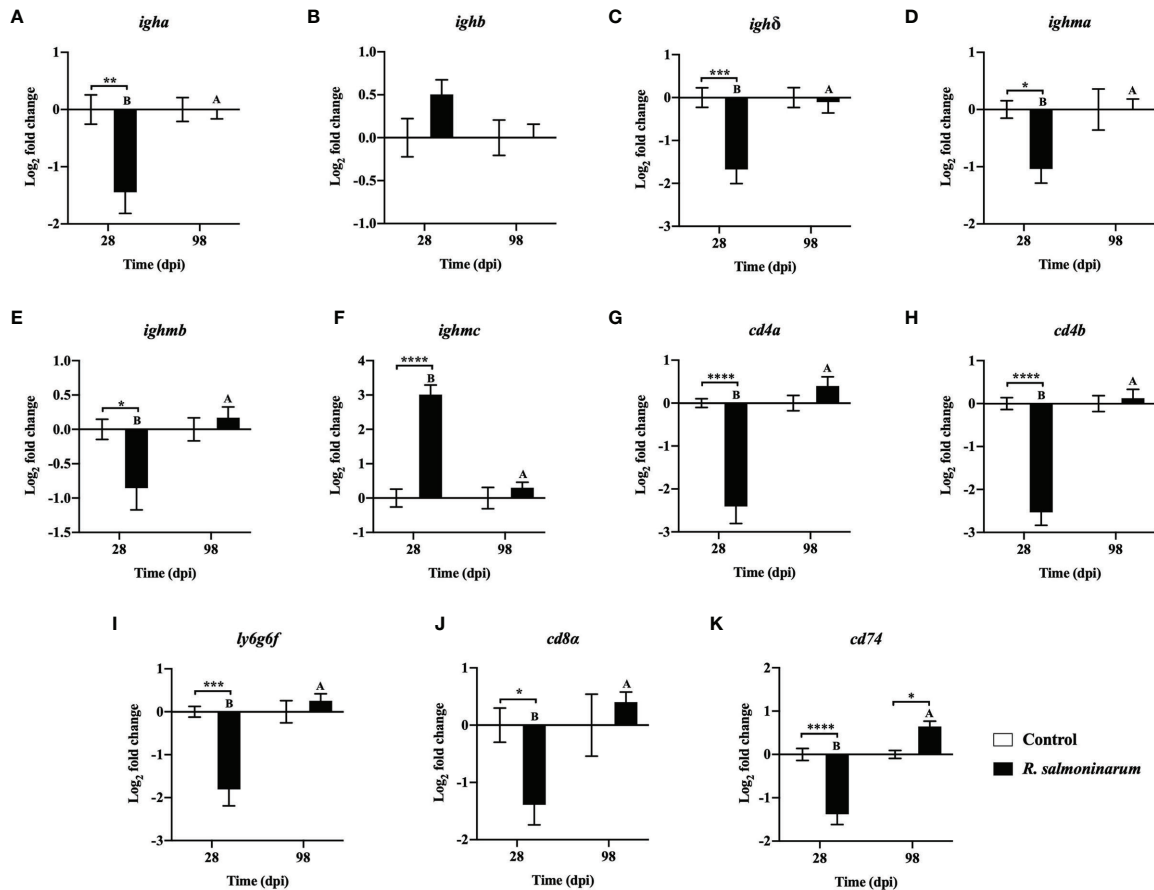 A
igha
Log2 fold change
1
0
-1
-2
**
B
A
28
98
Time (dpi)
B
ighb
Log2 fold change
1.0
0.5
0.0
0.5
-1.0
28
98
Time (dpi)
C
ighδ
Log2 fold change
1
0
-1
-2
-3
***
B
A
28
98
Time (dpi)
D
ighma
Log2 fold change
1
0
-1
-2
*
B
A
28
98
Time (dpi)
E
ighmb
Log2 fold change
1.0
0.5
0.0
-0.5
-1.0
-1.5
*
B
A
28
98
Time (dpi)
F
ighmc
Log2 fold change
4
3
2
1
0
-1
****
B
A
28
98
Time (dpi)
G
cd4a
Log2 fold change
1
0
-1
-2
-3
****
B
A
28
98
Time (dpi)
H
cd4b
Log2 fold change
1
0
-1
-2
-3
****
B
A
28
98
Time (dpi)
I
ly6g6f
Log2 fold change
1
0
-1
-2
-3
***
B
A
28
98
Time (dpi)
J
cd8α
Log2 fold change
1
0
-1
-2
*
B
A
28
98
Time (dpi)
K
cd74
Log2 fold change
2
1
0
-1
-2
****
B
*
A
28
98
Time (dpi)
Control
R. salmoninarum